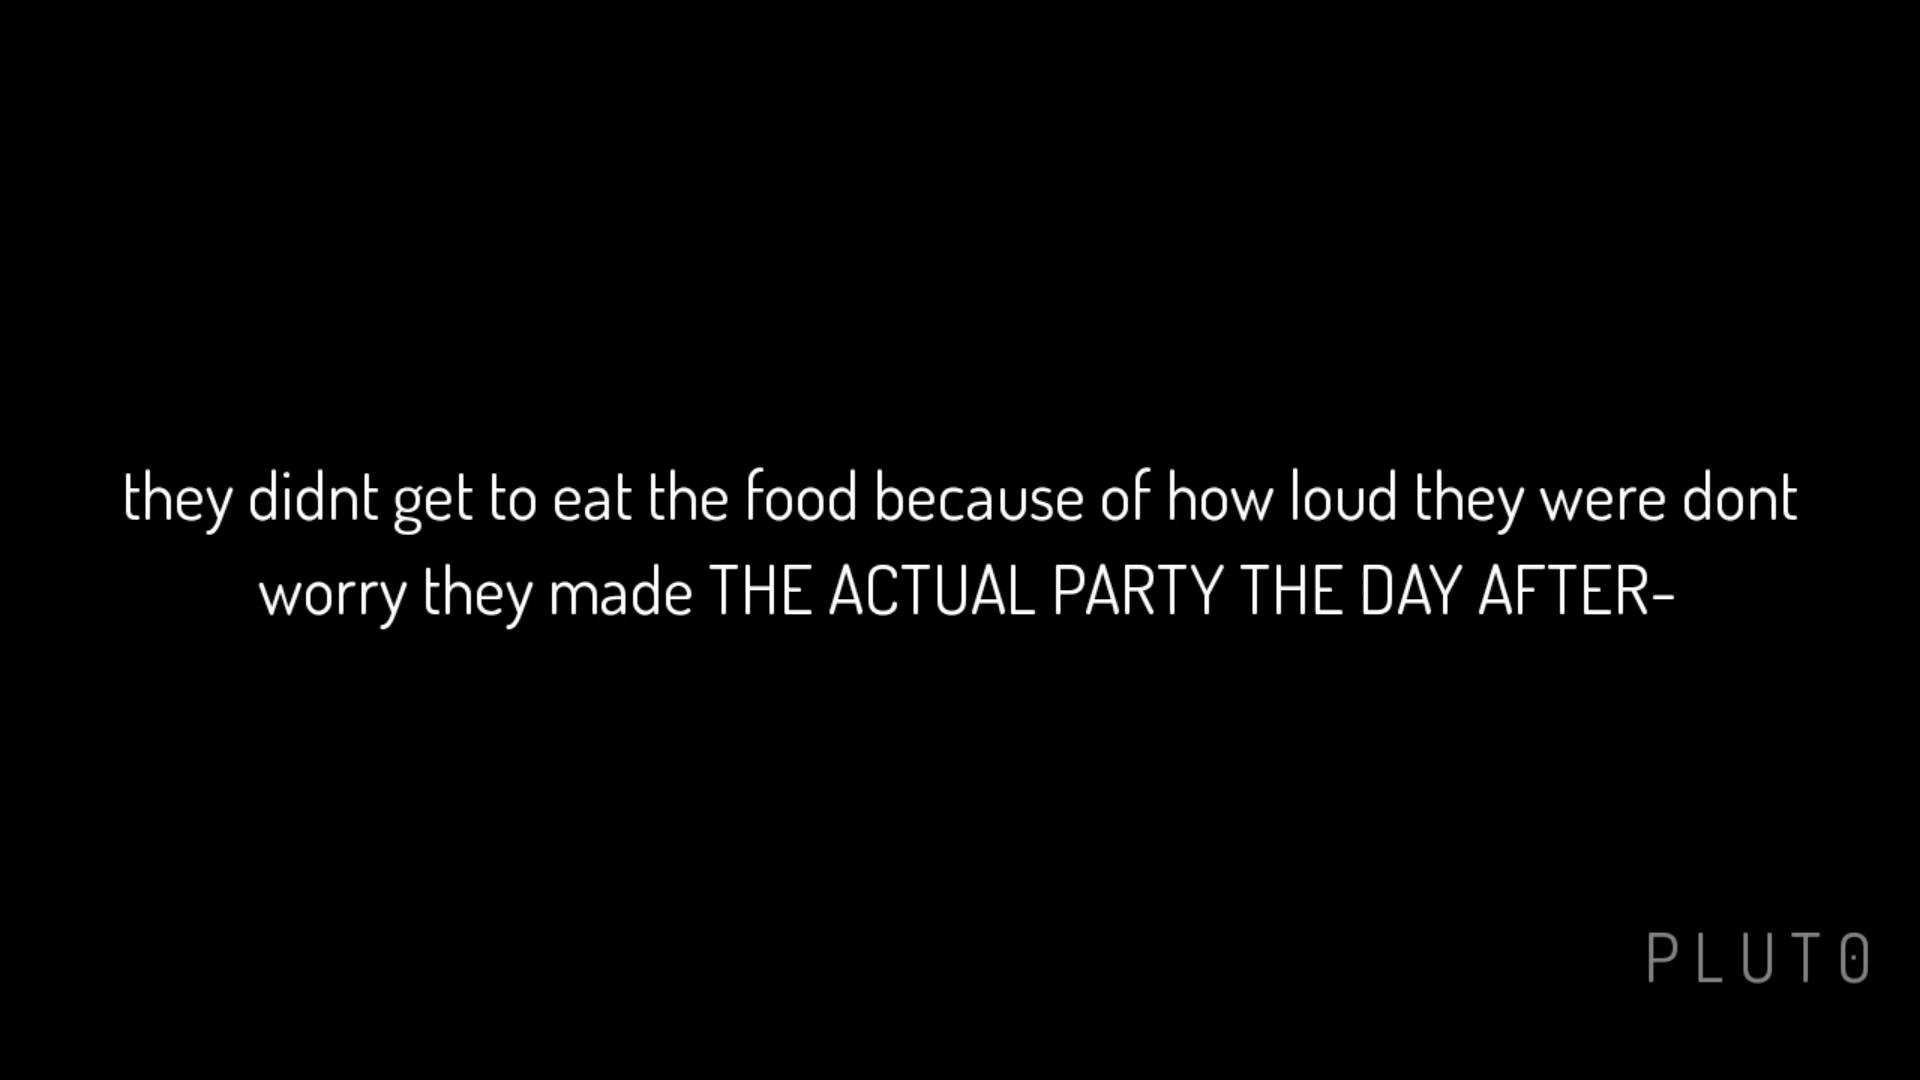 they didnt get to eat the food because of how loud they were dont
worry they made THE ACTUAL PARTY THE DAY AFTER-
PLUT0